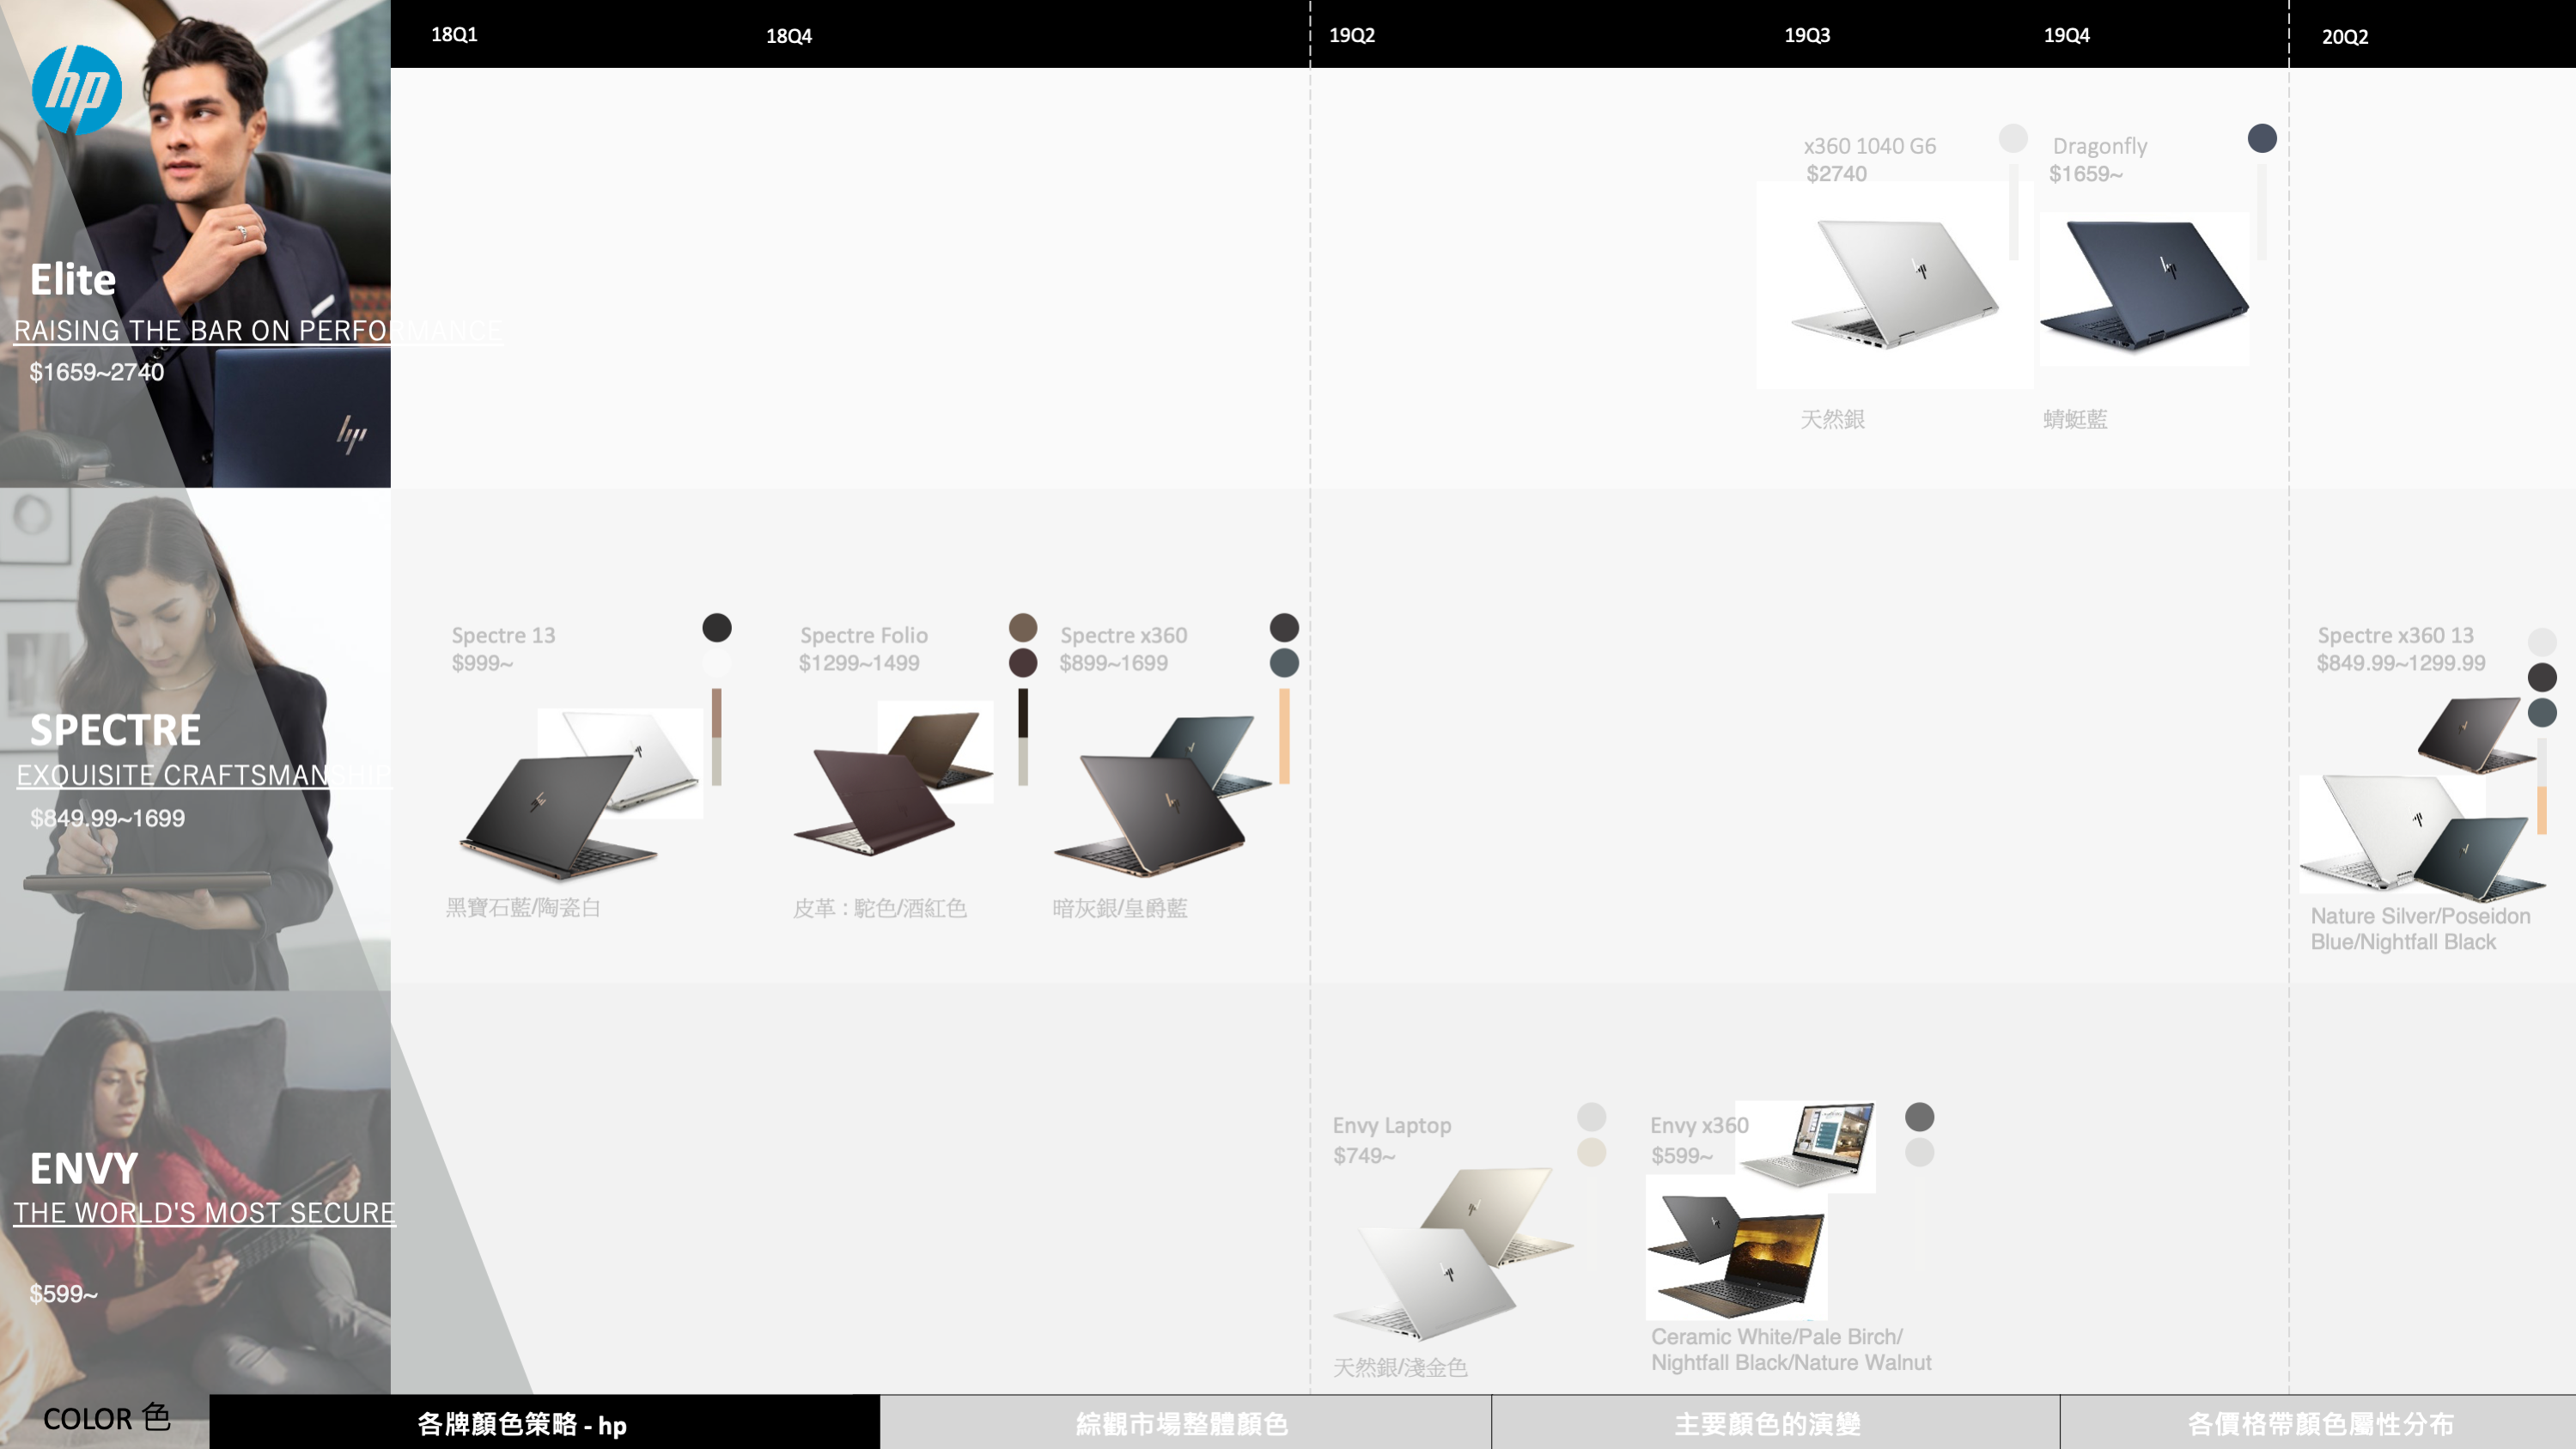 18Q1
18Q4
19Q2
19Q3
19Q4
20Q2
hp
Elite
RAISING THE BAR ON PERFORMANCE
$1659~2740
hp
x360 1040 G6
$2740
天然銀
Dragonfly
$1659~
蜻蜓藍
SPECTRE
EXQUISITE CRAFTSMANSHIP
$849.99~1699
Spectre 13
$999~
黑寶石藍/陶瓷白
Spectre Folio
$1299~1499
皮革：駝色/酒紅色
Spectre x360
$899~1699
暗灰銀/皇爵藍
Spectre x360 13
$849.99~1299.99
Nature Silver/Poseidon
Blue/Nightfall Black
ENVY
THE WORLD'S MOST SECURE
$599~
Envy Laptop
$749~
天然銀/淺金色
Envy x360
$599~
Ceramic White/Pale Birch/
Nightfall Black/Nature Walnut
COLOR 色
各牌顏色策略 - hp
綜觀市場整體顏色
主要顏色的演變
各價格帶顏色屬性分布